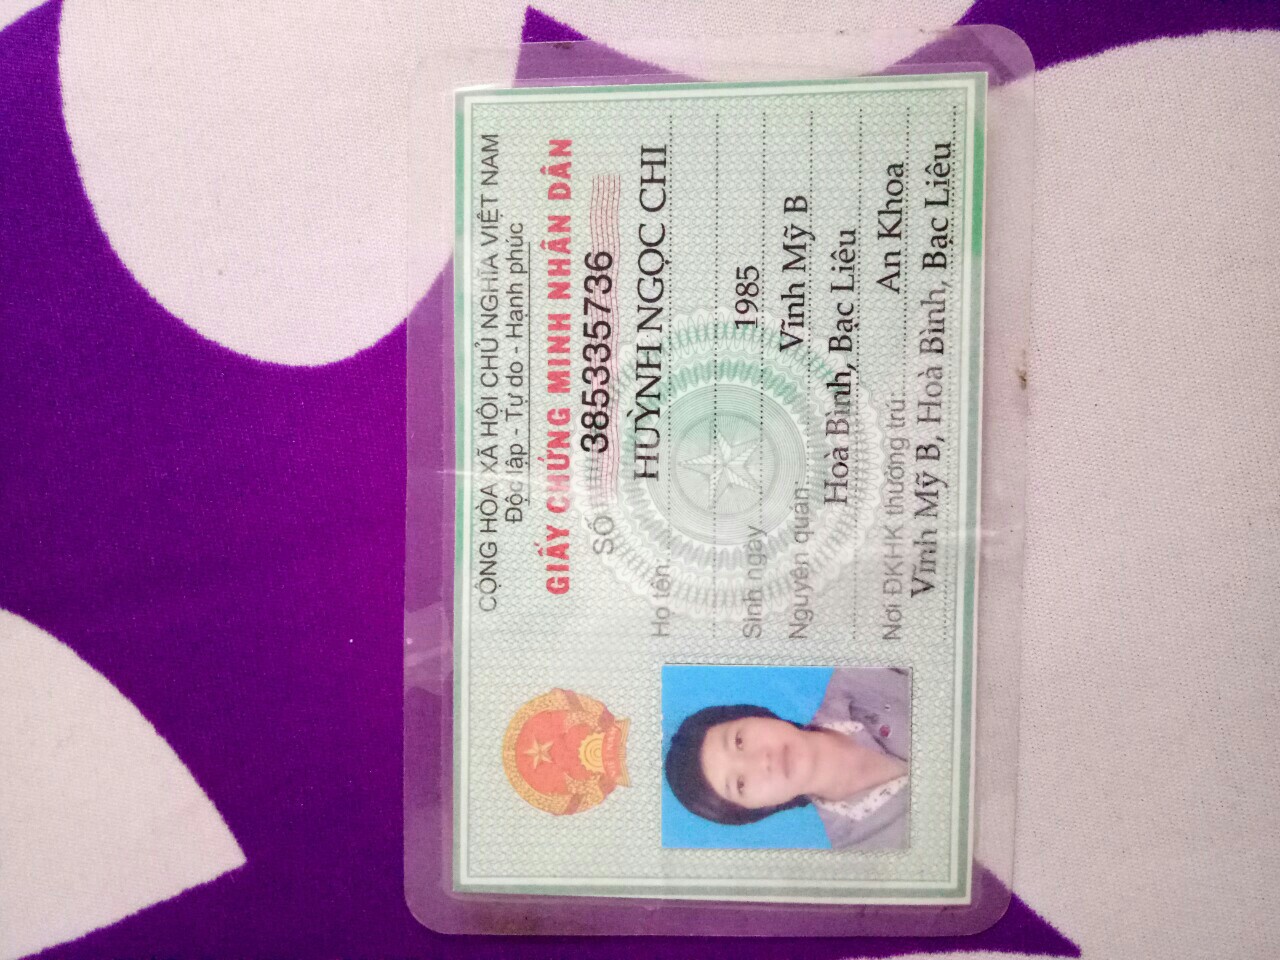 CỘNG HÒA XÃ HỘI CHỦ NGHĨA VIỆT NAM
Độc lập - Tự do - Hạnh phúc
GIẤY CHỨNG MINH NHÂN DÂN
SỐ 385335736
Họ tên: HUỲNH NGỌC CHI
Sinh ngày 1985
Nguyên quán: Vĩnh Mỹ B
Hoà Bình, Bạc Liêu
Nơi ĐKHK thường trú: An Khoa
Vĩnh Mỹ B, Hoà Bình, Bạc Liêu